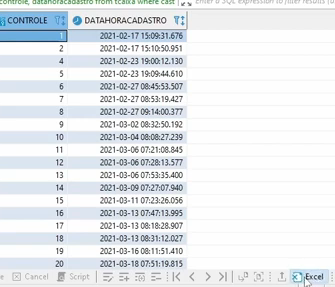 controle, datahoracadastro from tcaixa where cast
Enter a SQL expression to filter results
CONTROLE DATAHORACADASTRO
1 2021-02-17 15:09:31.676
2 2021-02-17 15:10:50.951
4 2021-02-23 19:00:12.130
5 2021-02-23 19:09:44.610
6 2021-02-27 08:45:53.507
7 2021-02-27 08:53:19.427
8 2021-02-27 09:14:00.377
9 2021-03-02 08:32:50.192
10 2021-03-04 08:08:27.239
11 2021-03-06 07:21:08.845
12 2021-03-06 07:28:13.577
13 2021-03-06 07:53:35.400
14 2021-03-09 07:27:07.940
15 2021-03-11 07:23:26.056
16 2021-03-13 07:47:13.995
17 2021-03-13 08:18:28.907
18 2021-03-13 08:31:12.027
19 2021-03-16 08:11:51.410
20 2021-03-18 07:51:19.815
Cancel Script Excel